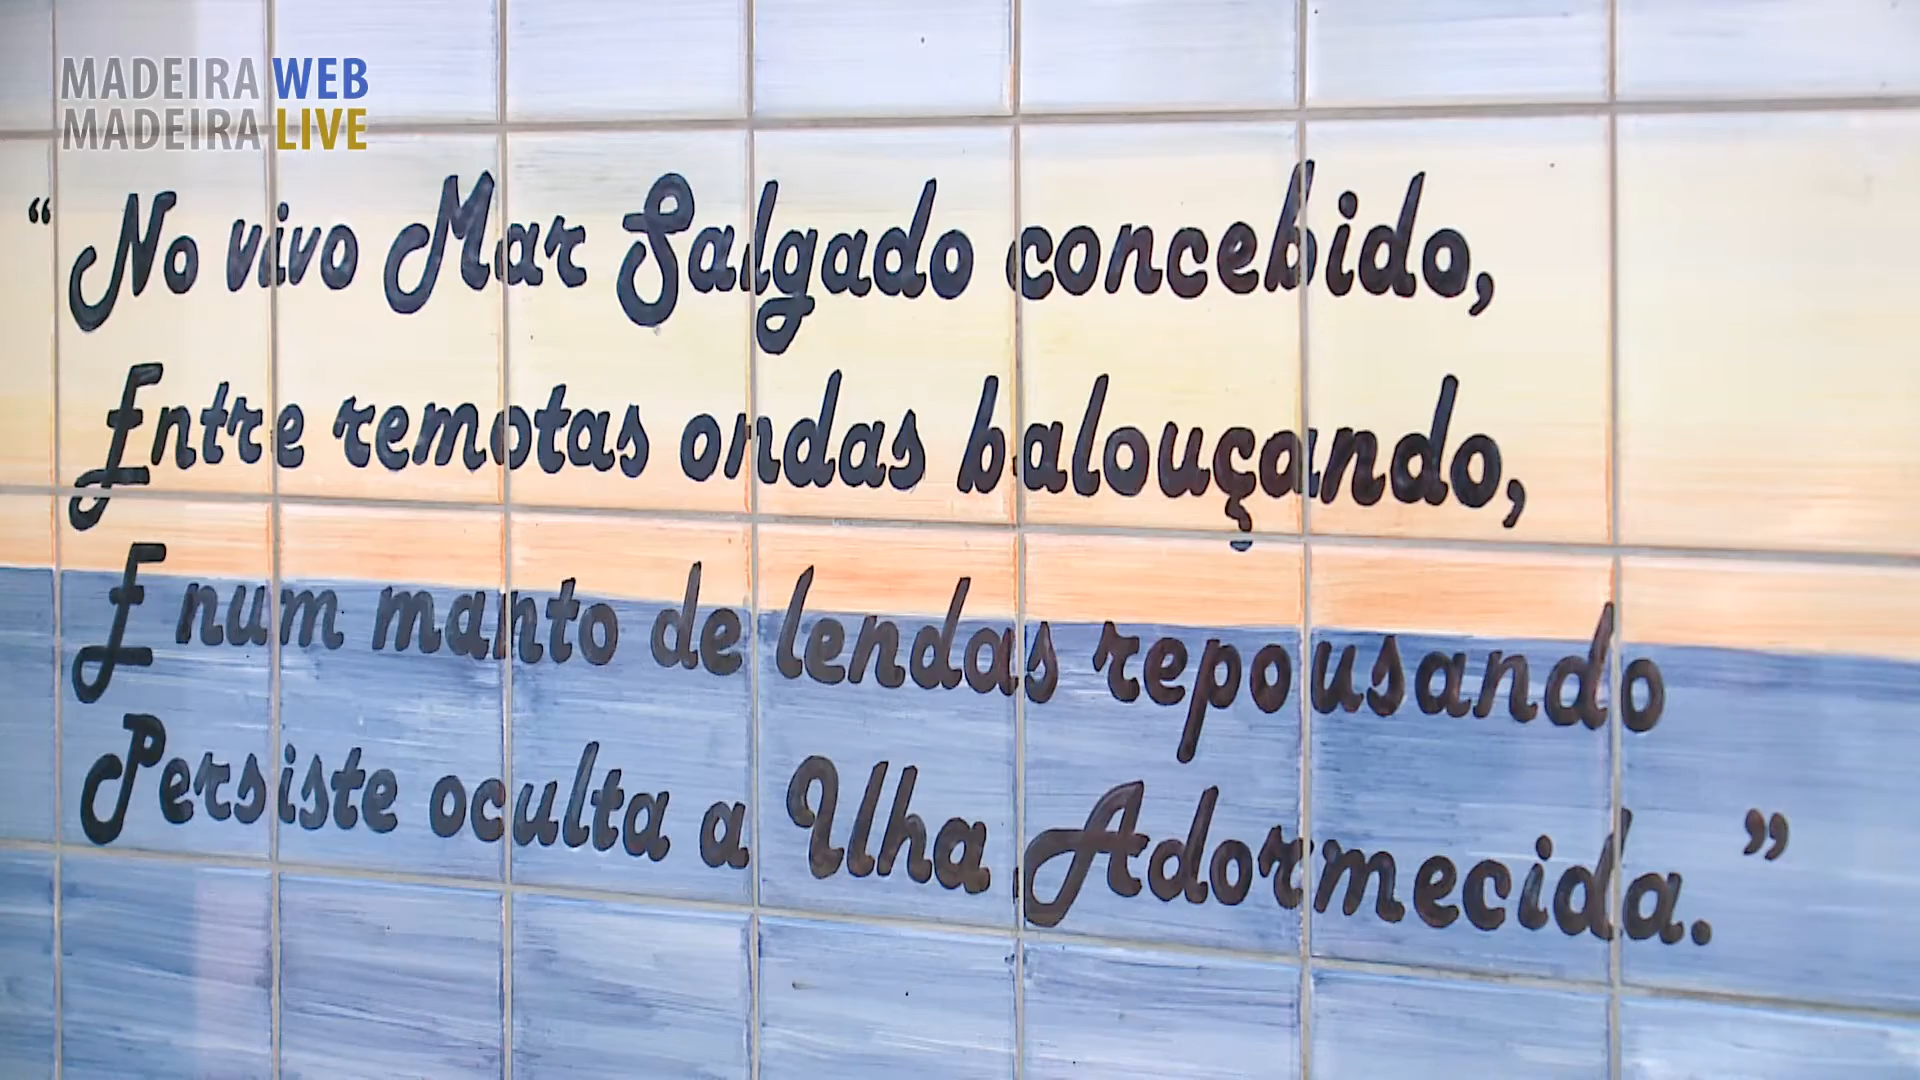 MADEIRA WEB
MADEIRA LIVE
“ No vivo Mar Salgado concebido,
Entre remotas ondas balouçando,
E num manto de lendas repousando
Persiste oculta a Ilha Adormecida. ”